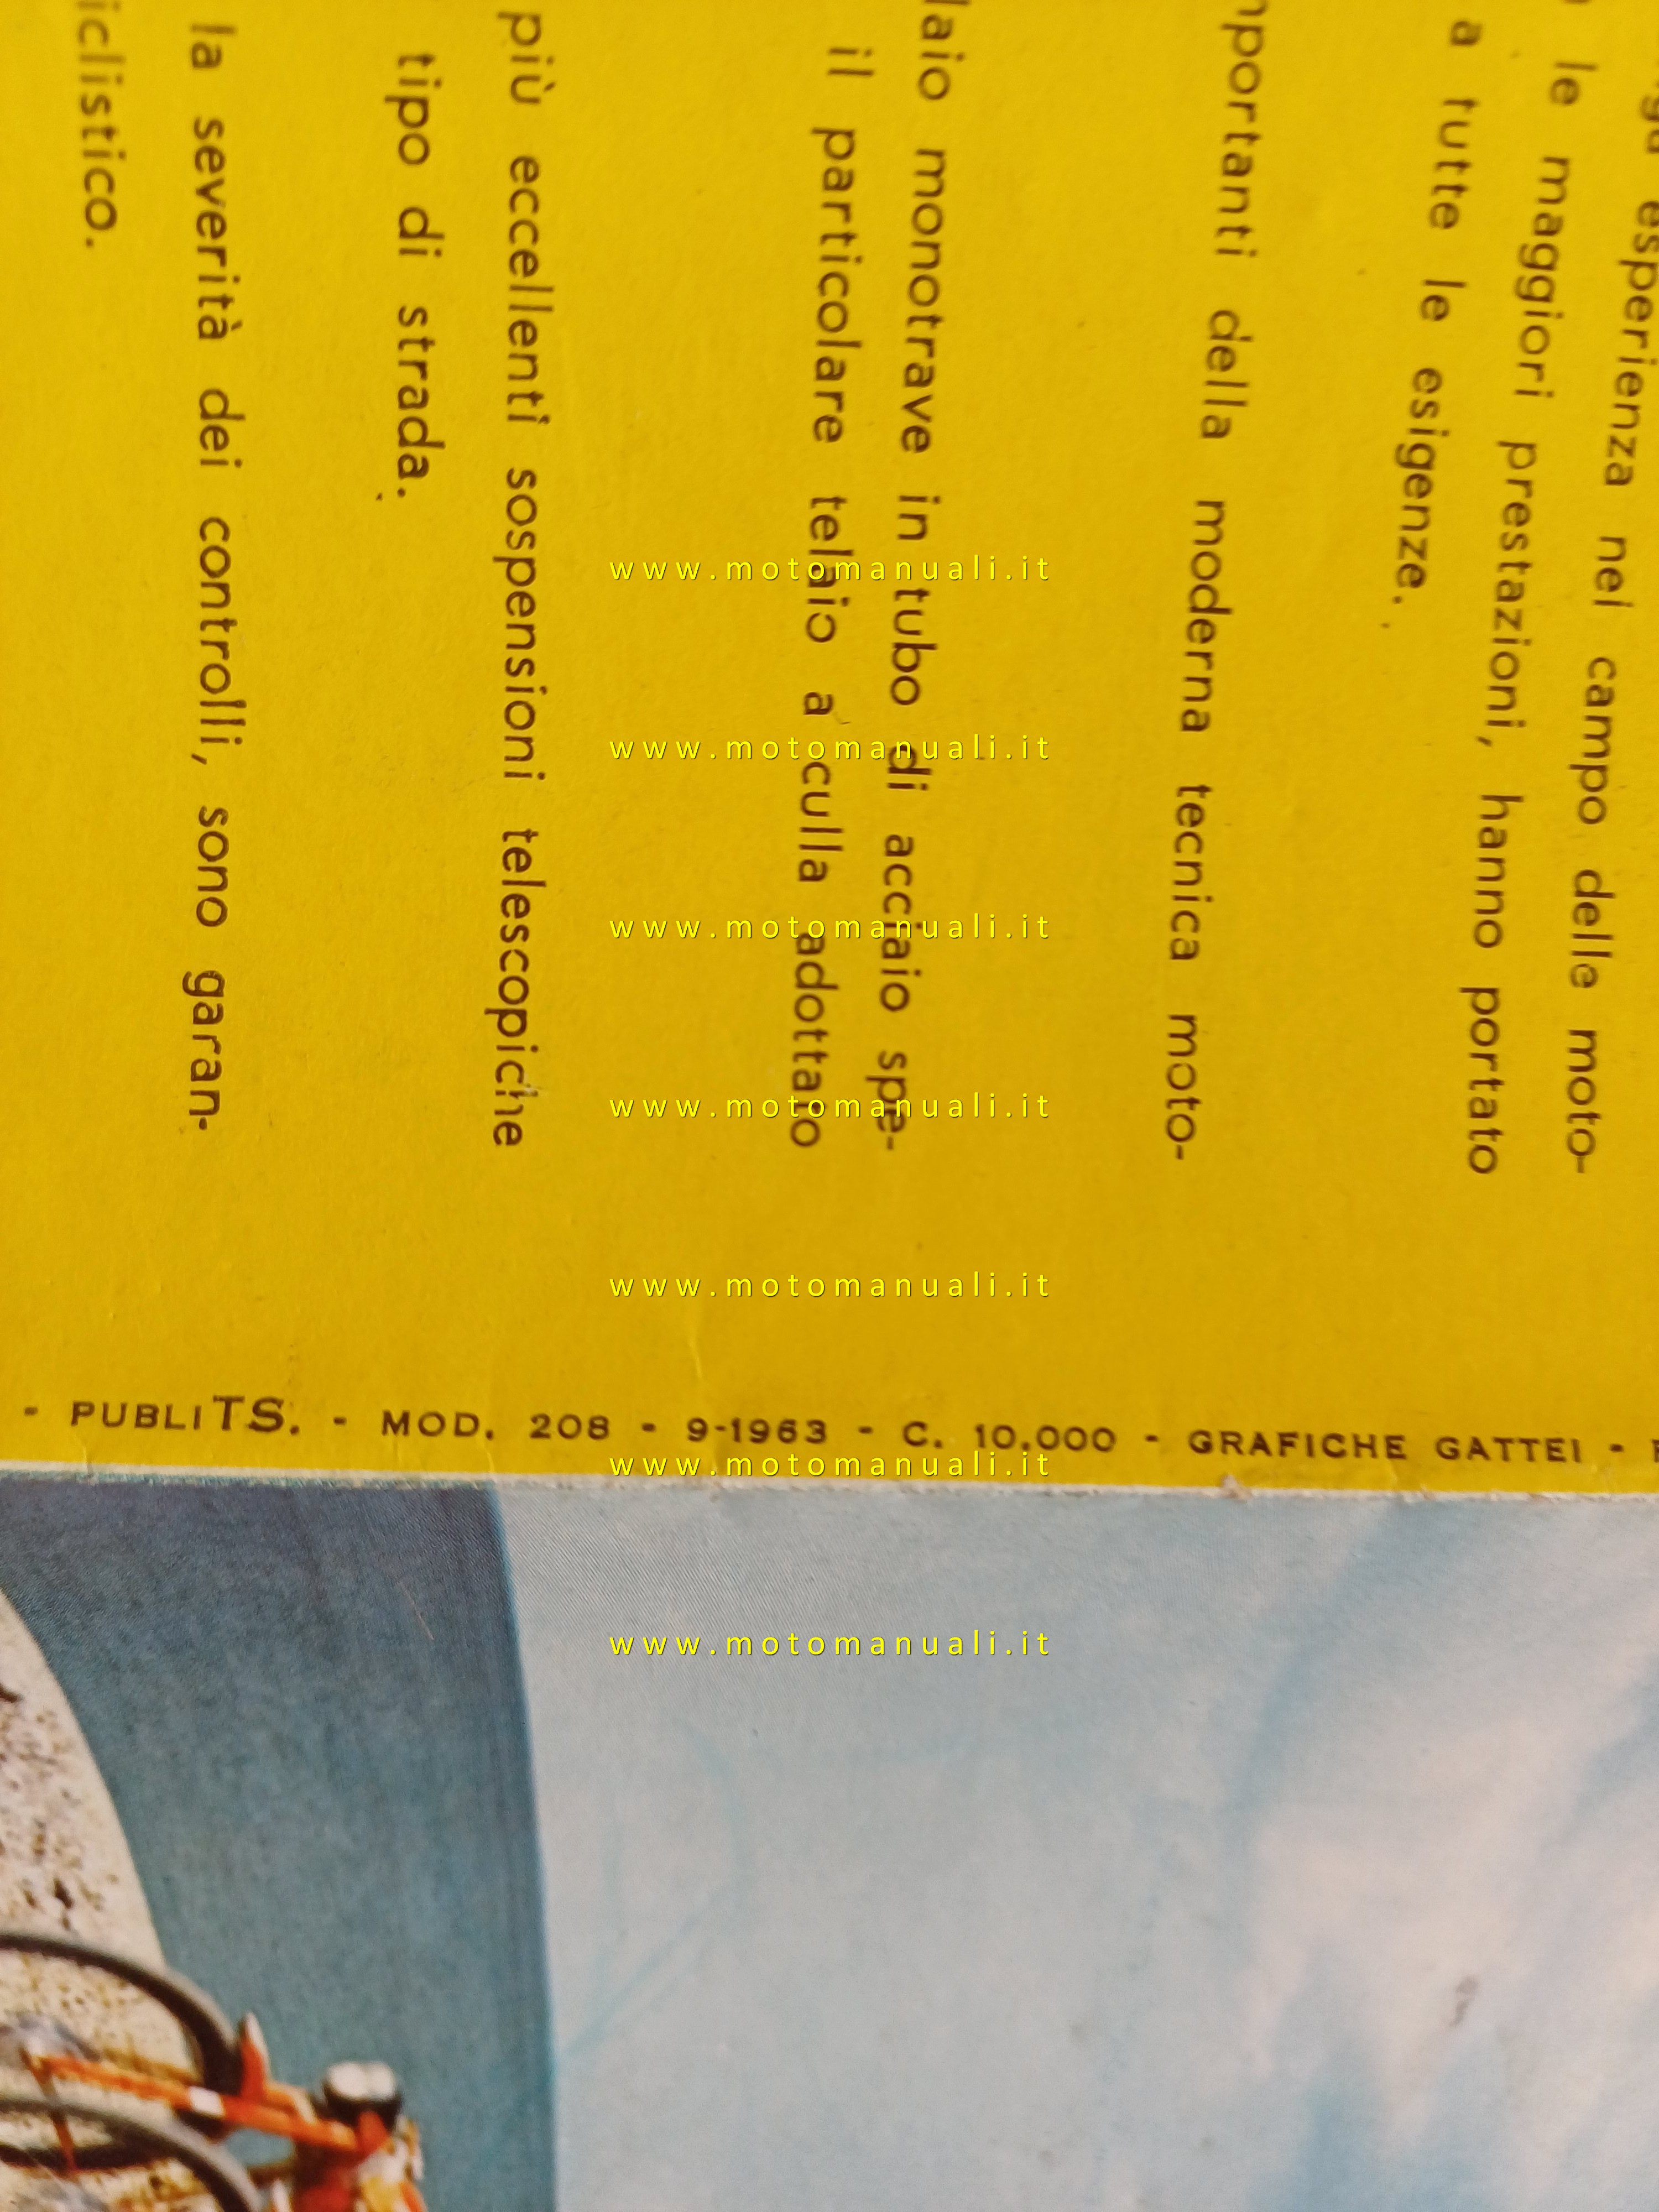 esperienza nel campo delle moto-
le maggiori prestazioni, hanno portato
a tutte le esigenze.
mportanti della moderna tecnica moto-
laio monotrave in tubo di acciaio spe-
il particolare telaio a culla adottato
più eccellenti sospensioni telescopiche
tipo di strada.
la severità dei controlli, sono garan-
iclistico.
- PUBLITS. - MOD. 208 - 9-1963 - C. 10.000 - GRAFICHE GATTEI -
www.motomanuali.it
www.motomanuali.it
www.motomanuali.it
www.motomanuali.it
www.motomanuali.it
www.motomanuali.it
www.motomanuali.it